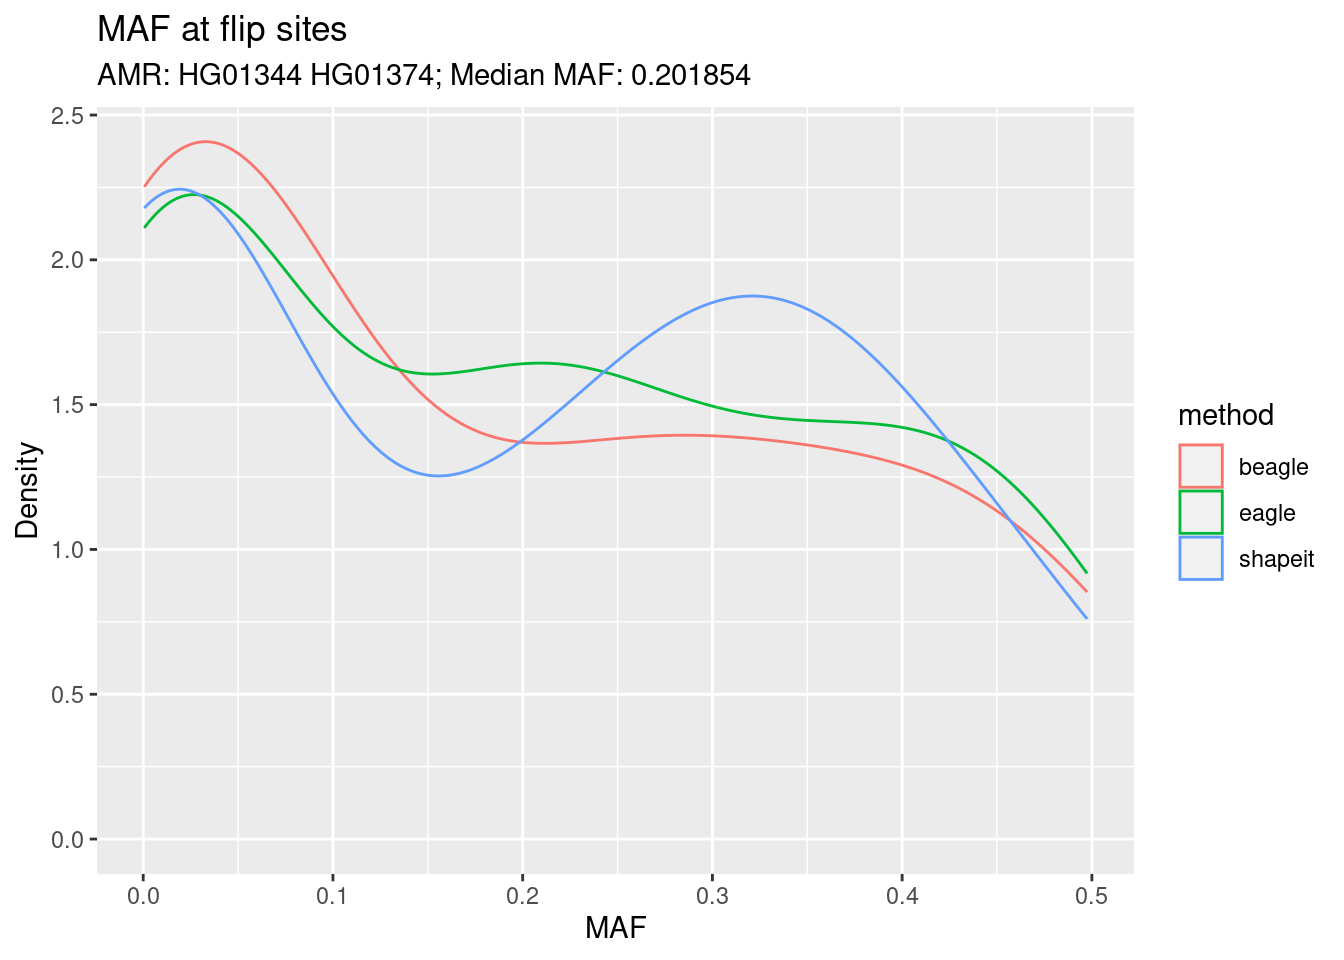 MAF at flip sites
AMR: HG01344 HG01374; Median MAF: 0.201854
2.5
2.0
1.5
1.0
0.5
0.0
Density
0.0 0.1 0.2 0.3 0.4 0.5
MAF
method
beagle
eagle
shapeit